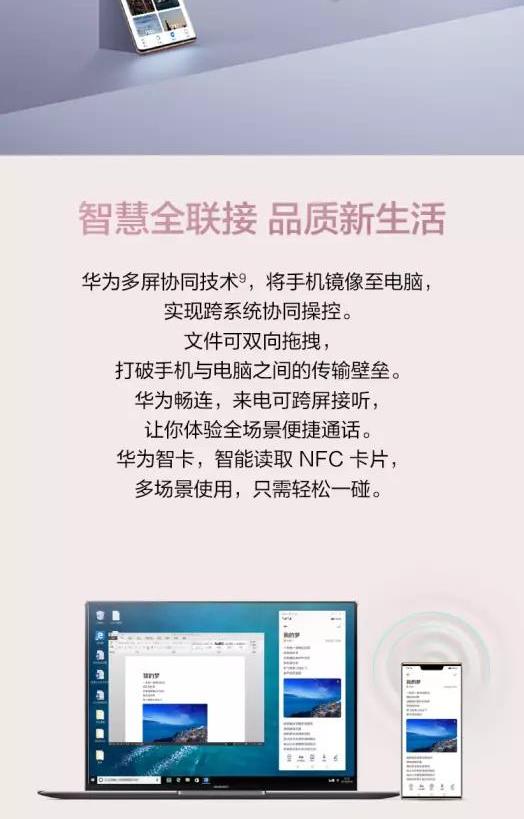 智慧全联接 品质新生活
华为多屏协同技术9，将手机镜像至电脑，
实现跨系统协同操控。
文件可双向拖拽，
打破手机与电脑之间的传输壁垒。
华为畅连，来电可跨屏接听，
让你体验全场景便捷通话。
华为智卡，智能读取 NFC 卡片，
多场景使用，只需轻松一碰。
我的梦
我的梦
我的梦